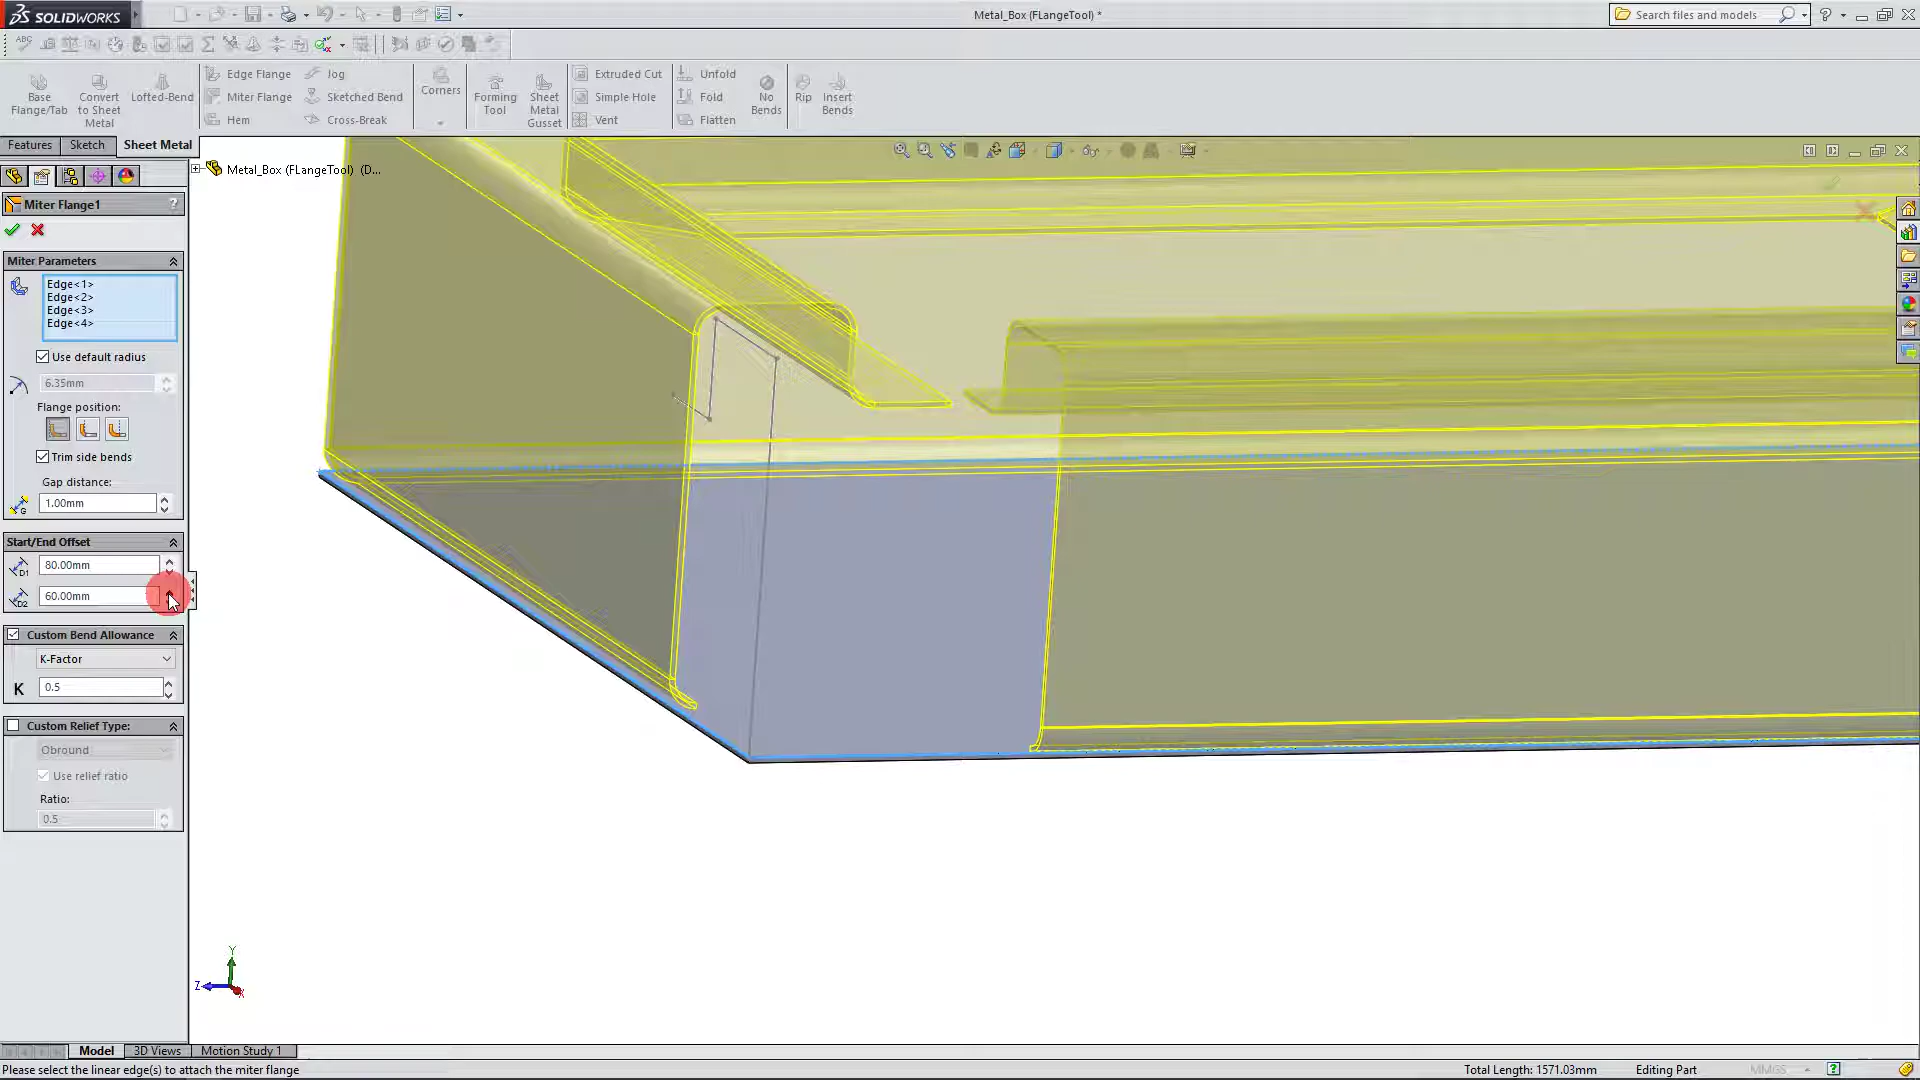 SOLIDWORKS
Metal_Box (FLangeTool) *
Search files and models
?
ABC
Base Flange/Tab
Convert to Sheet Metal
Lofted-Bend
Edge Flange
Miter Flange
Hem
Jog
Sketched Bend
Cross-Break
Corners
Forming Tool
Sheet Metal Gusset
Extruded Cut
Simple Hole
Vent
Unfold
Fold
Flatten
No Bends
Rip
Insert Bends
Features
Sketch
Sheet Metal
Metal_Box (FLangeTool) (D...
Miter Flange1
?
Miter Parameters
Edge<1>
Edge<2>
Edge<3>
Edge<4>
Use default radius
6.35mm
Flange position:
Trim side bends
Gap distance:
G
1.00mm
Start/End Offset
D1
80.00mm
D2
60.00mm
Custom Bend Allowance
K-Factor
K
0.5
Custom Relief Type:
Obround
Use relief ratio
Ratio:
0.5
Y
Z
X
Model
3D Views
Motion Study 1
Please select the linear edge(s) to attach the miter flange
Total Length: 1571.03mm
Editing Part
MMGS
?